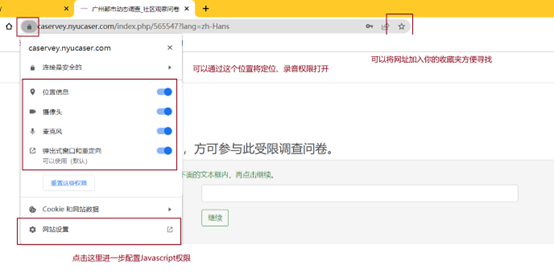 广州都市动态调查_社区观察问卷
caservey.nyucaser.com/index.php/565547?lang=zh-Hans
caservey.nyucaser.com
连接是安全的
可以通过这个位置将定位、录音权限打开
可以将网址加入你的收藏夹方便寻找
位置信息
摄像头
麦克风
弹出式窗口和重定向
可以使用（默认）
，方可参与此受限调查问卷。
下面的文本框内，再点击继续。
重置这些权限
Cookie 和网站数据
继续
网站设置
点击这里进一步配置Javascript权限